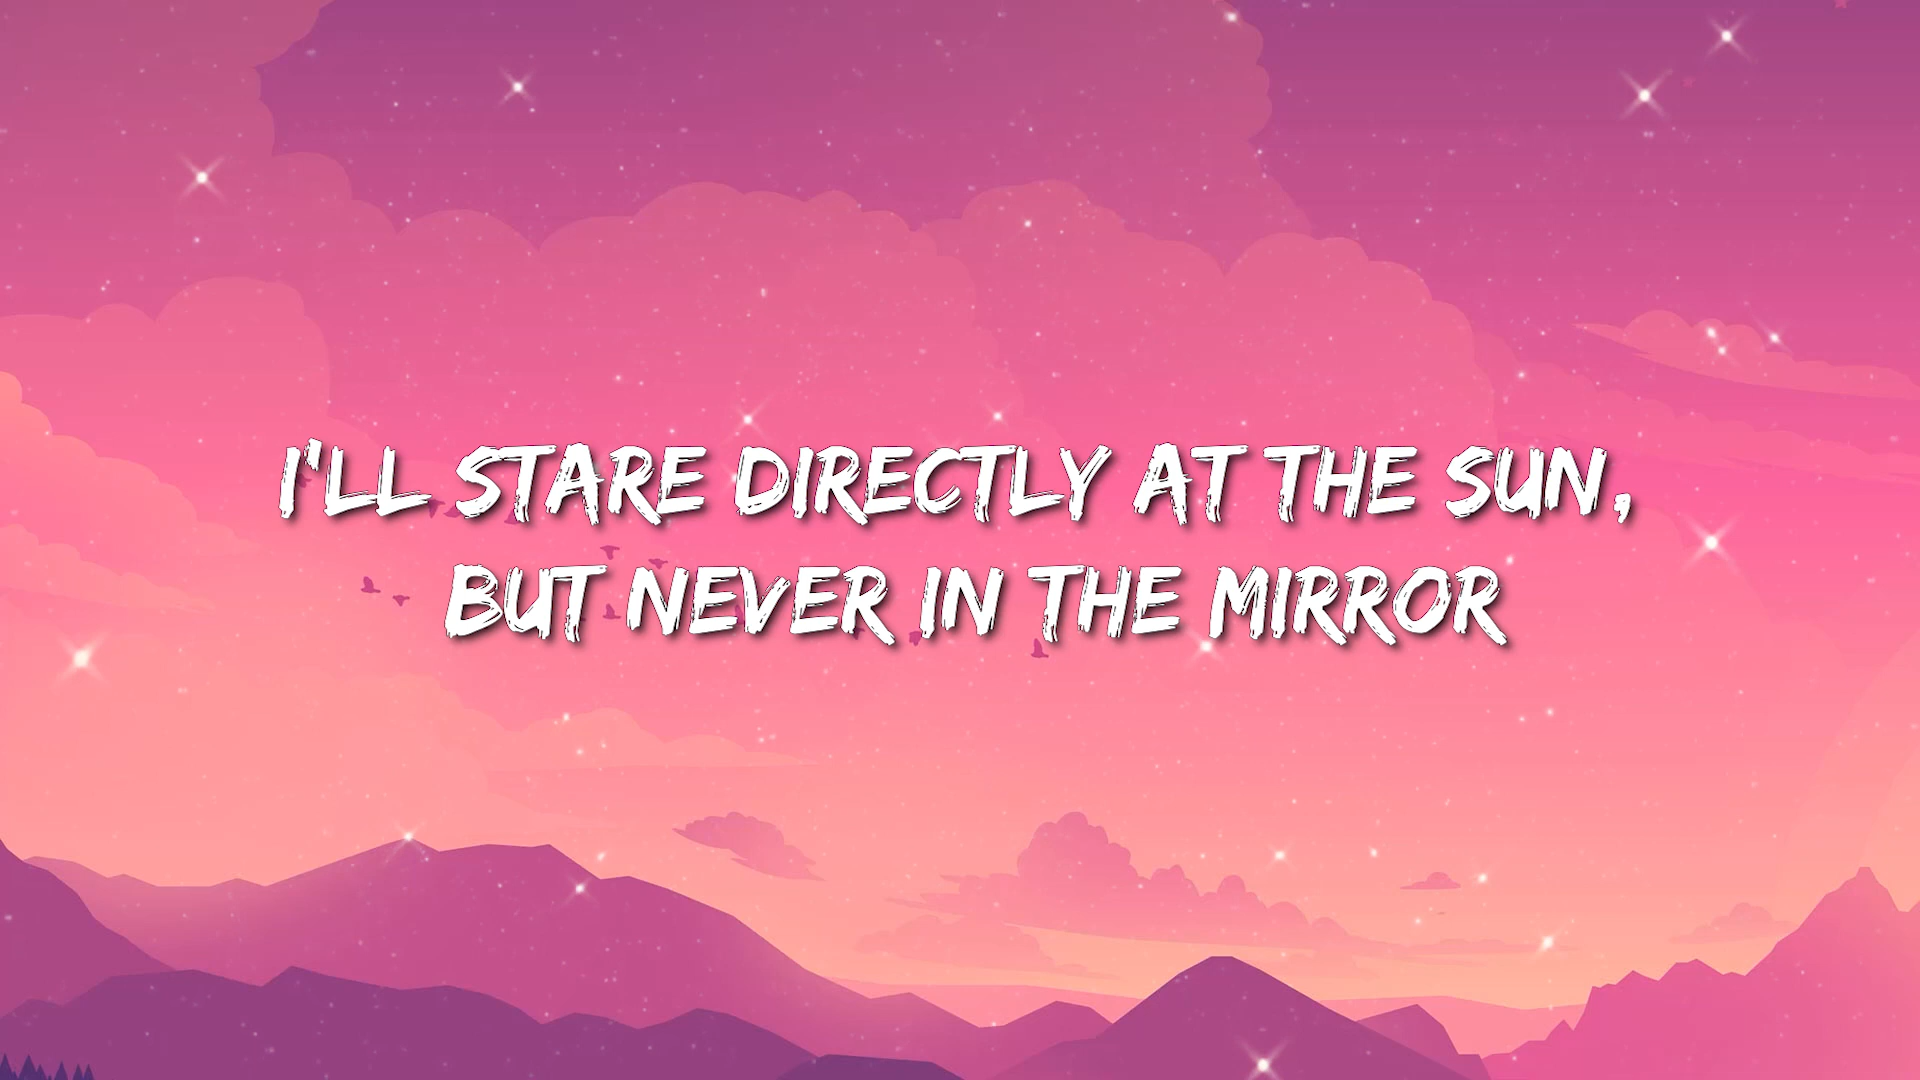 I'LL STARE DIRECTLY AT THE SUN,
BUT NEVER IN THE MIRROR